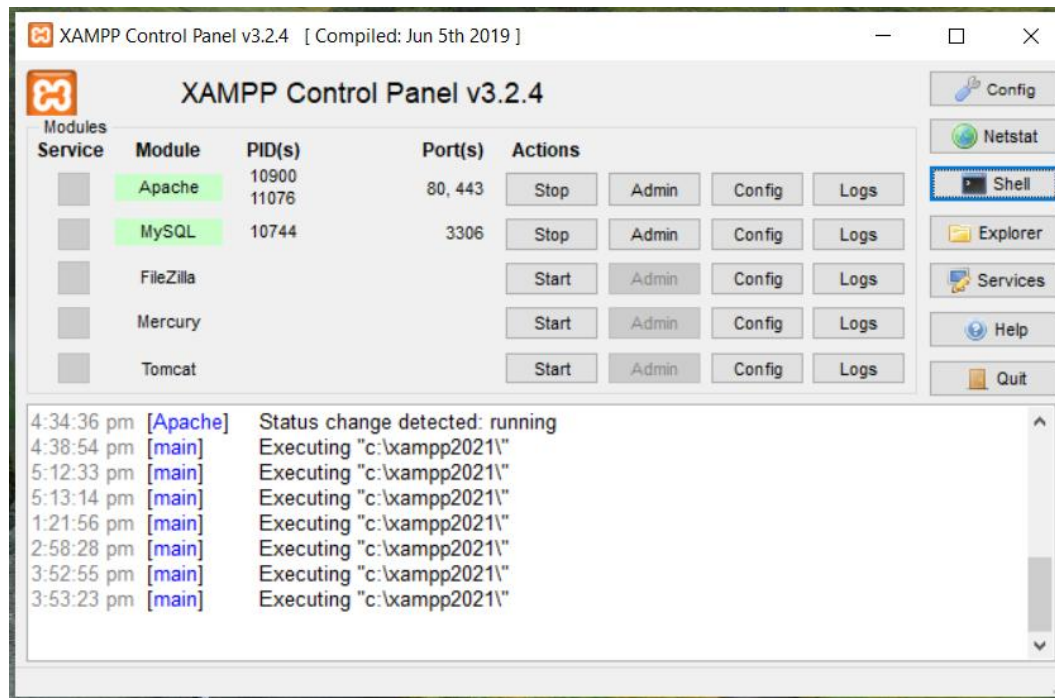 XAMPP Control Panel v3.2.4 [ Compiled: Jun 5th 2019 ]
XAMPP Control Panel v3.2.4
Config
Modules
Netstat
Service Module PID(s) Port(s) Actions
Apache 10900 11076 80, 443 Stop Admin Config Logs
Shell
MySQL 10744 3306 Stop Admin Config Logs
Explorer
FileZilla Start Admin Config Logs
Services
Mercury Start Admin Config Logs
Help
Tomcat Start Admin Config Logs
Quit
4:34:36 pm [Apache] Status change detected: running
4:38:54 pm [main] Executing "c:\xampp2021\"
5:12:33 pm [main] Executing "c:\xampp2021\"
5:13:14 pm [main] Executing "c:\xampp2021\"
1:21:56 pm [main] Executing "c:\xampp2021\"
2:58:28 pm [main] Executing "c:\xampp2021\"
3:52:55 pm [main] Executing "c:\xampp2021\"
3:53:23 pm [main] Executing "c:\xampp2021\"